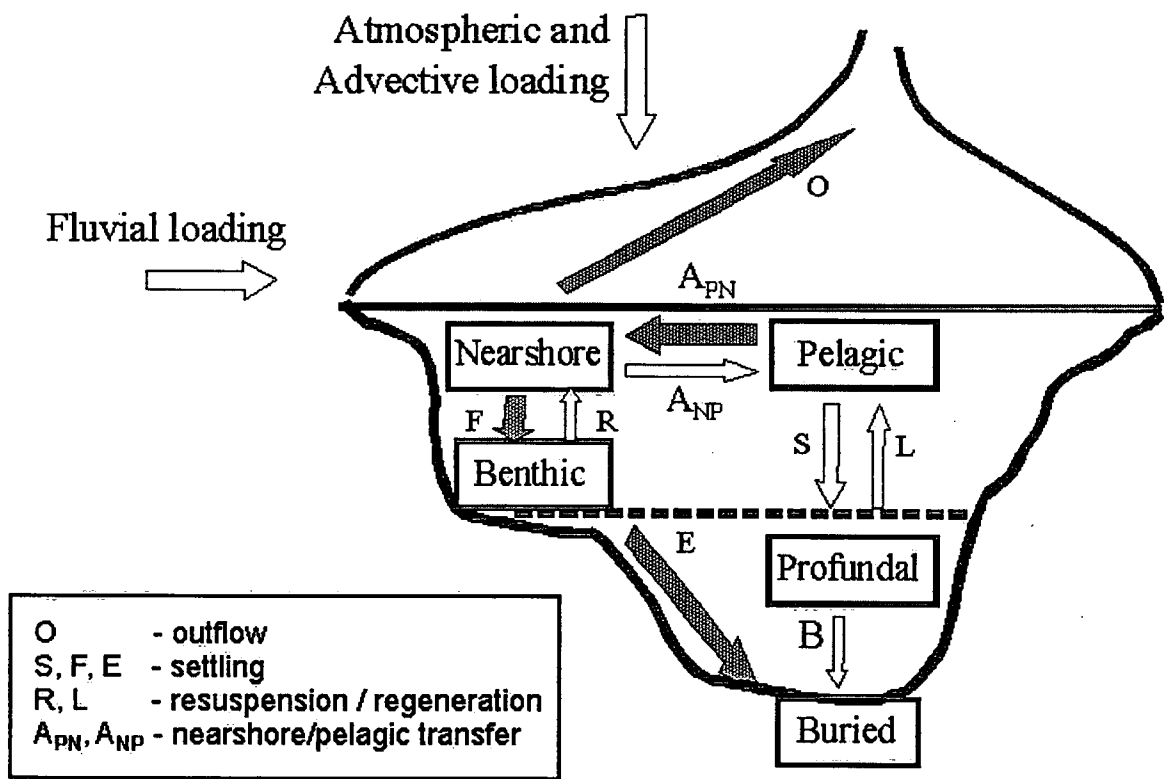 Atmospheric and
Advective loading
O
Fluvial loading
A_PN
Nearshore
Pelagic
A_NP
F
R
S
L
Benthic
E
Profundal
B
Buried
O - outflow
S, F, E - settling
R, L - resuspension / regeneration
A_PN, A_NP - nearshore/pelagic transfer